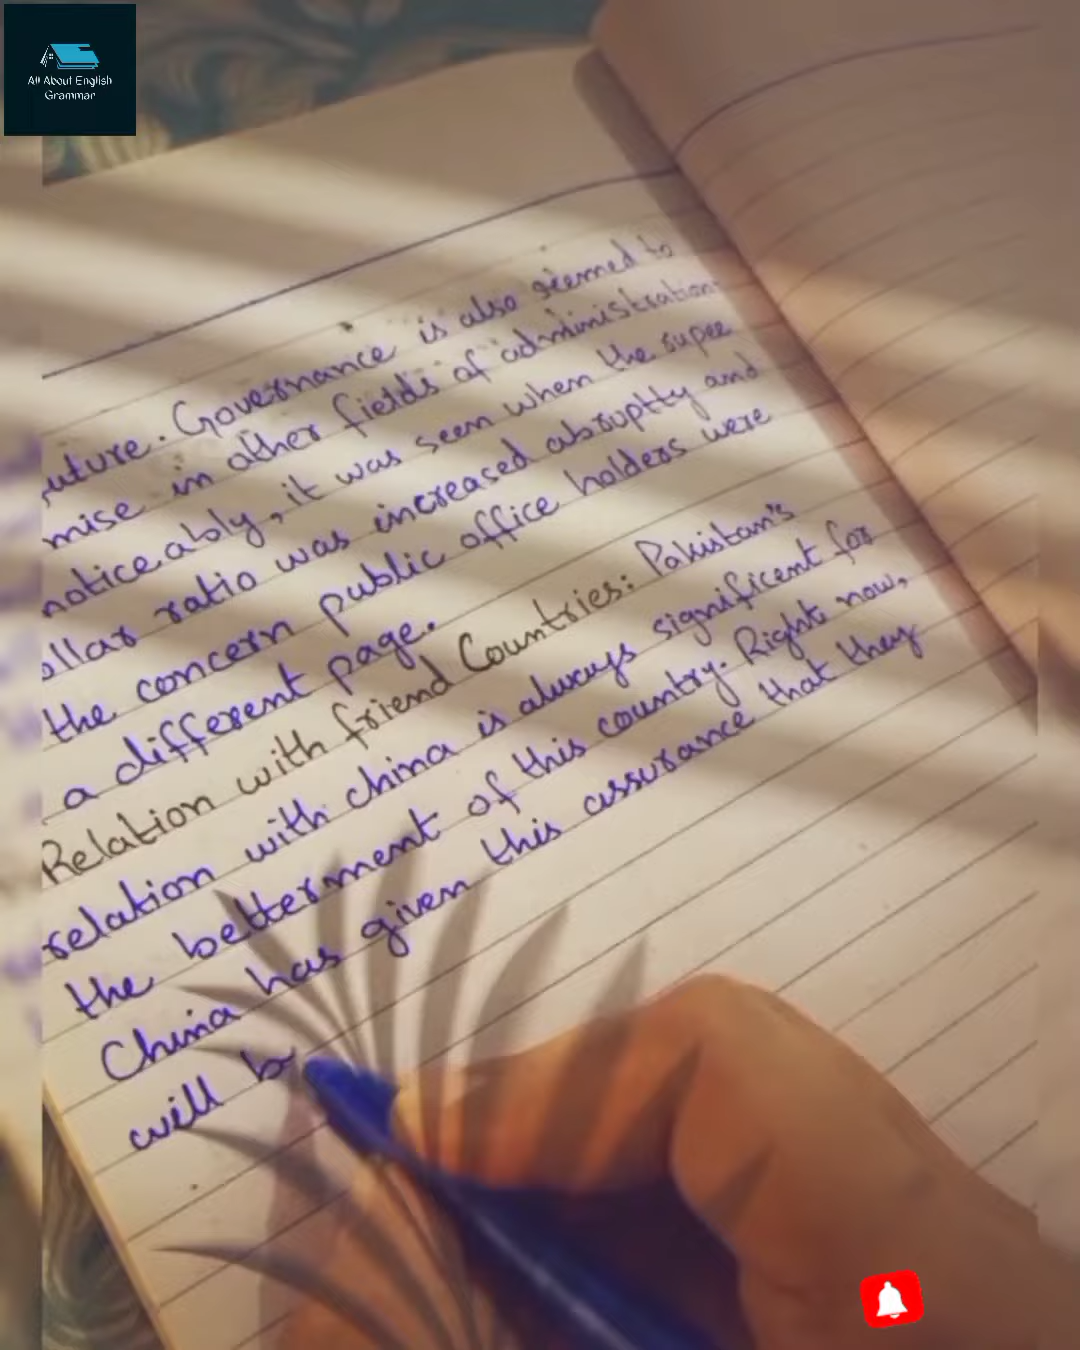 All About English
Grammar
uture. Governance is also seemed to
mise in other fields of administration.
noticeably, it was seen when the rupee
ollar ratio was increased abruptly and
the concern public office holders were
a different page.
Relation with friend Countries: Pakistan's
relation with china is always significent for
the betterment of this country. Right now,
China has given this assurance that they
will b